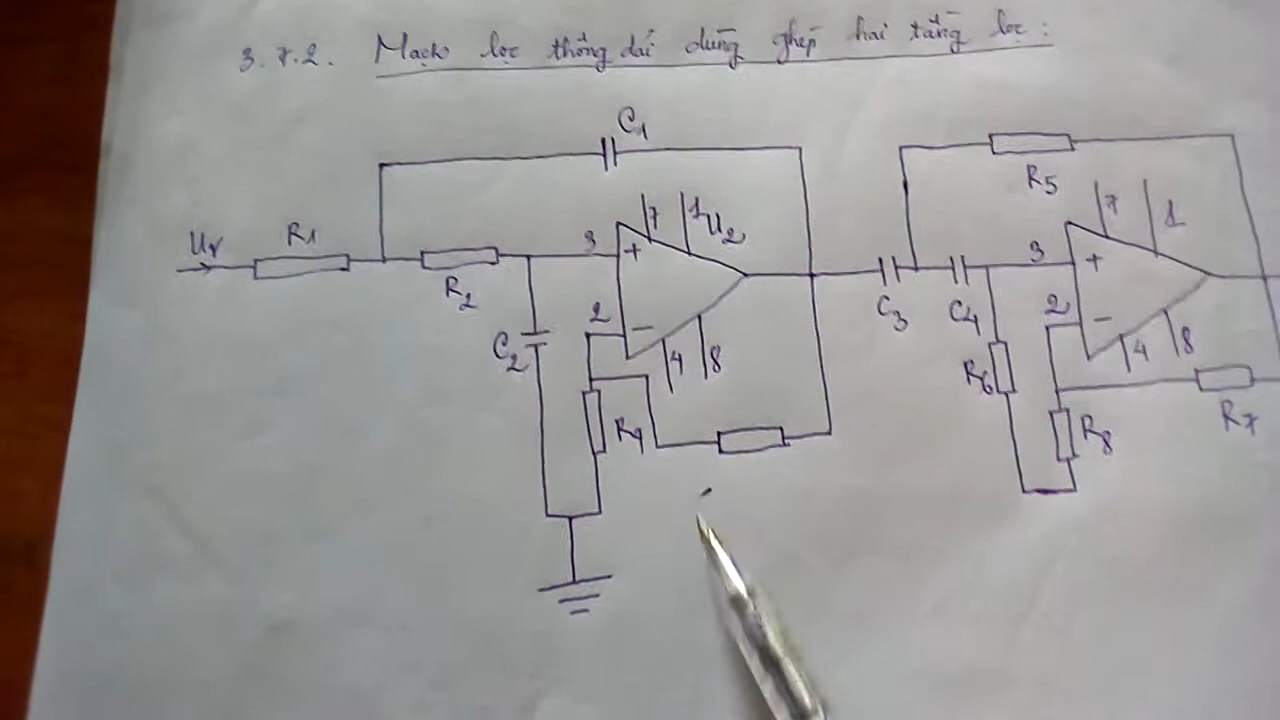 3.7.2. Mạch lọc thông dải dùng ghép hai tầng lọc:
C1
R5
7
1
U2
7
1
Ur
R1
3
+
3
+
R2
C3
C4
2
−
2
−
C2
4
8
4
8
R6
R4
R8
R7